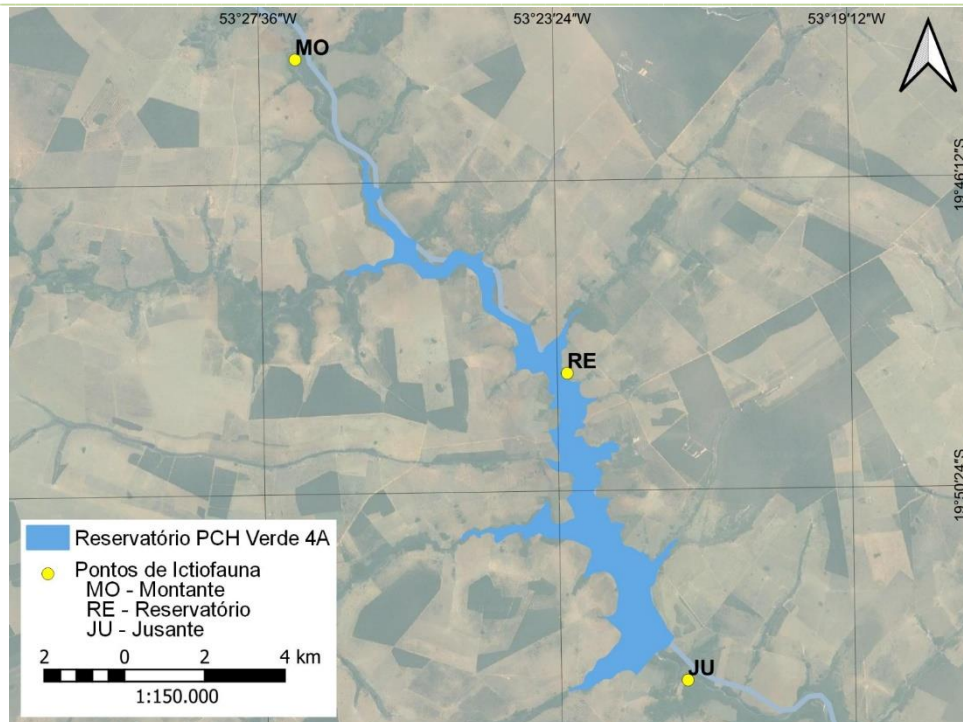 53°27'36"W
53°23'24"W
53°19'12"W
MO
19°46'12"S
RE
19°50'24"S
JU
Reservatório PCH Verde 4A
Pontos de Ictiofauna
MO - Montante
RE - Reservatório
JU - Jusante
2 0 2 4 km
1:150.000